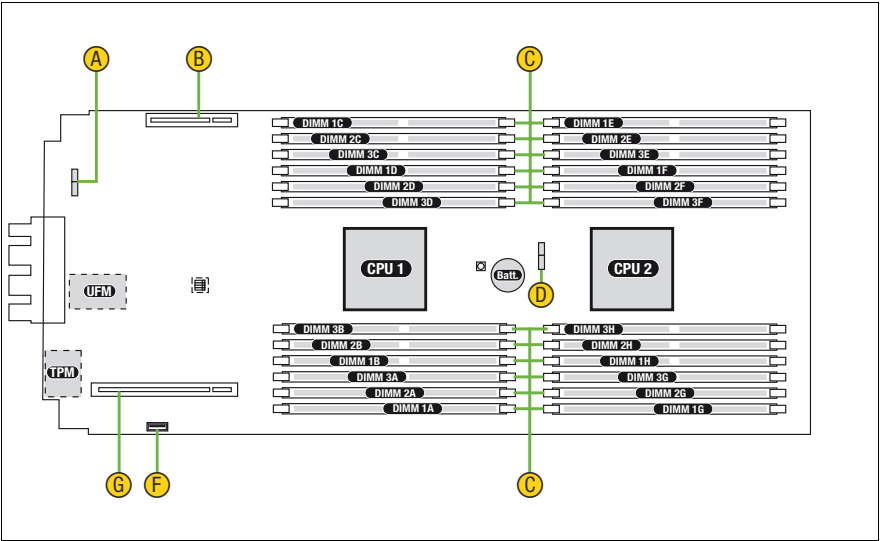 A B C
DIMM 1C DIMM 1E
DIMM 2C DIMM 2E
DIMM 3C DIMM 3E
DIMM 1D DIMM 1F
DIMM 2D DIMM 2F
DIMM 3D DIMM 3F
CPU 1 Batt. CPU 2
UFM D
DIMM 3B DIMM 3H
DIMM 2B DIMM 2H
DIMM 1B DIMM 1H
TPM DIMM 3A DIMM 3G
DIMM 2A DIMM 2G
DIMM 1A DIMM 1G
G F C